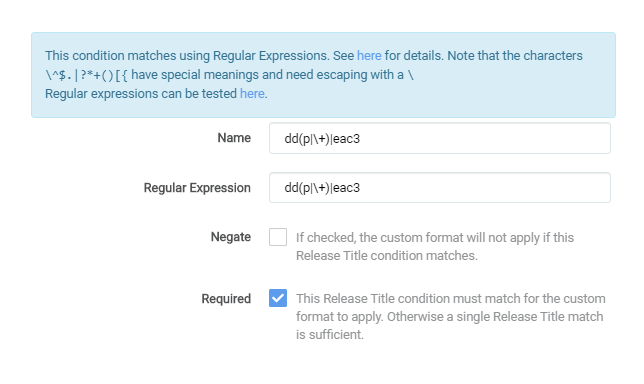 This condition matches using Regular Expressions. See here for details. Note that the characters
\^$.|?*+()[{ have special meanings and need escaping with a \
Regular expressions can be tested here.
Name
dd(p|\+)|eac3
Regular Expression
dd(p|\+)|eac3
Negate
If checked, the custom format will not apply if this
Release Title condition matches.
Required
This Release Title condition must match for the custom
format to apply. Otherwise a single Release Title match
is sufficient.